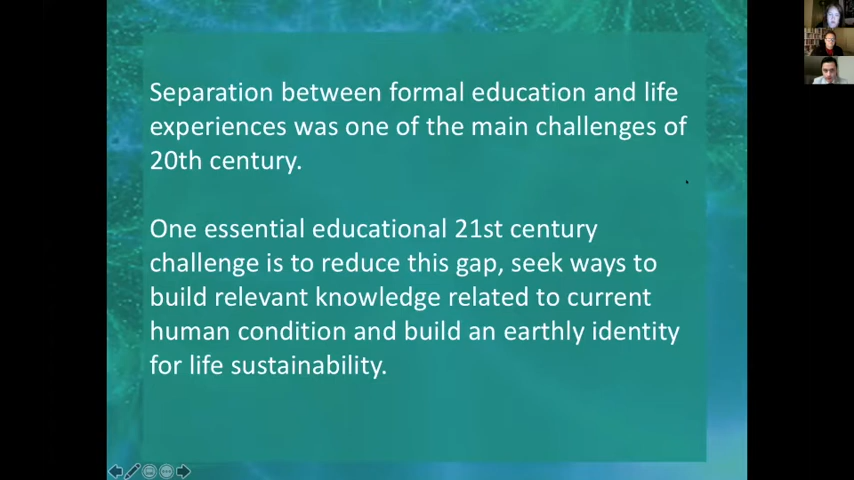 Separation between formal education and life
experiences was one of the main challenges of
20th century.
One essential educational 21st century
challenge is to reduce this gap, seek ways to
build relevant knowledge related to current
human condition and build an earthly identity
for life sustainability.